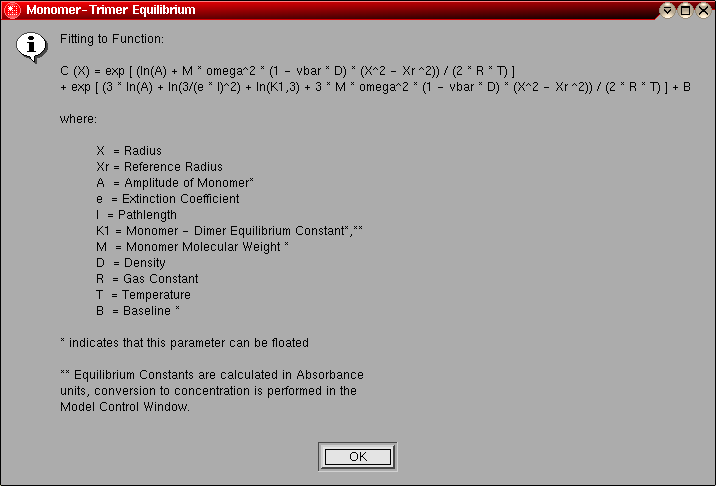 Monomer-Trimer Equilibrium
Fitting to Function:
C (X) = exp [ (ln(A) + M * omega^2 * (1 - vbar * D) * (X^2 - Xr ^2)) / (2 * R * T) ]
+ exp [ (3 * ln(A) + ln(3/(e * l)^2) + ln(K1,3) + 3 * M * omega^2 * (1 - vbar * D) * (X^2 - Xr ^2)) / (2 * R * T) ] + B
where:
X = Radius
Xr = Reference Radius
A = Amplitude of Monomer*
e = Extinction Coefficient
l = Pathlength
K1 = Monomer - Dimer Equilibrium Constant*,**
M = Monomer Molecular Weight *
D = Density
R = Gas Constant
T = Temperature
B = Baseline *
* indicates that this parameter can be floated
** Equilibrium Constants are calculated in Absorbance
units, conversion to concentration is performed in the
Model Control Window.
OK